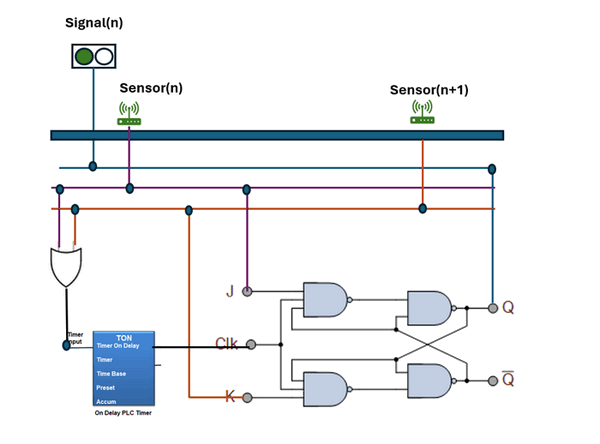 Signal(n)
Sensor(n)
Sensor(n+1)
J
Q
Timer
Input
TON
Timer On Delay
Timer
Time Base
Preset
Accum
On Delay PLC Timer
Clk
K
Q